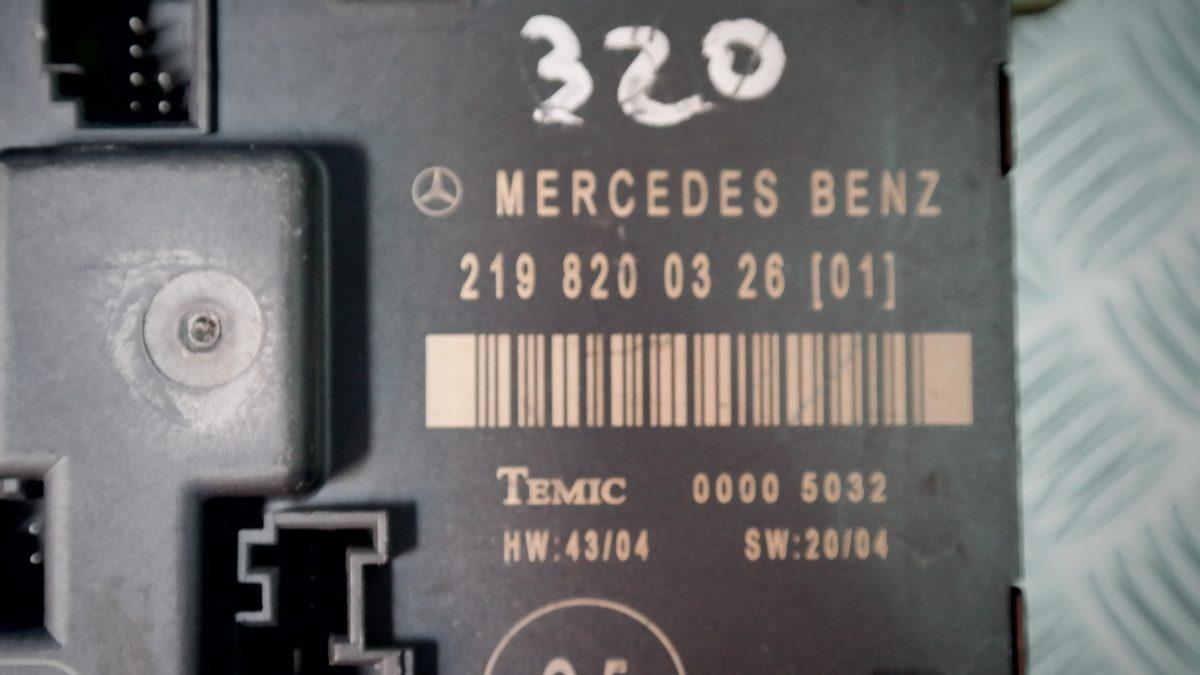 320
MERCEDES BENZ
219 820 03 26 [01]
TEMIC 0000 5032
HW:43/04 SW:20/04